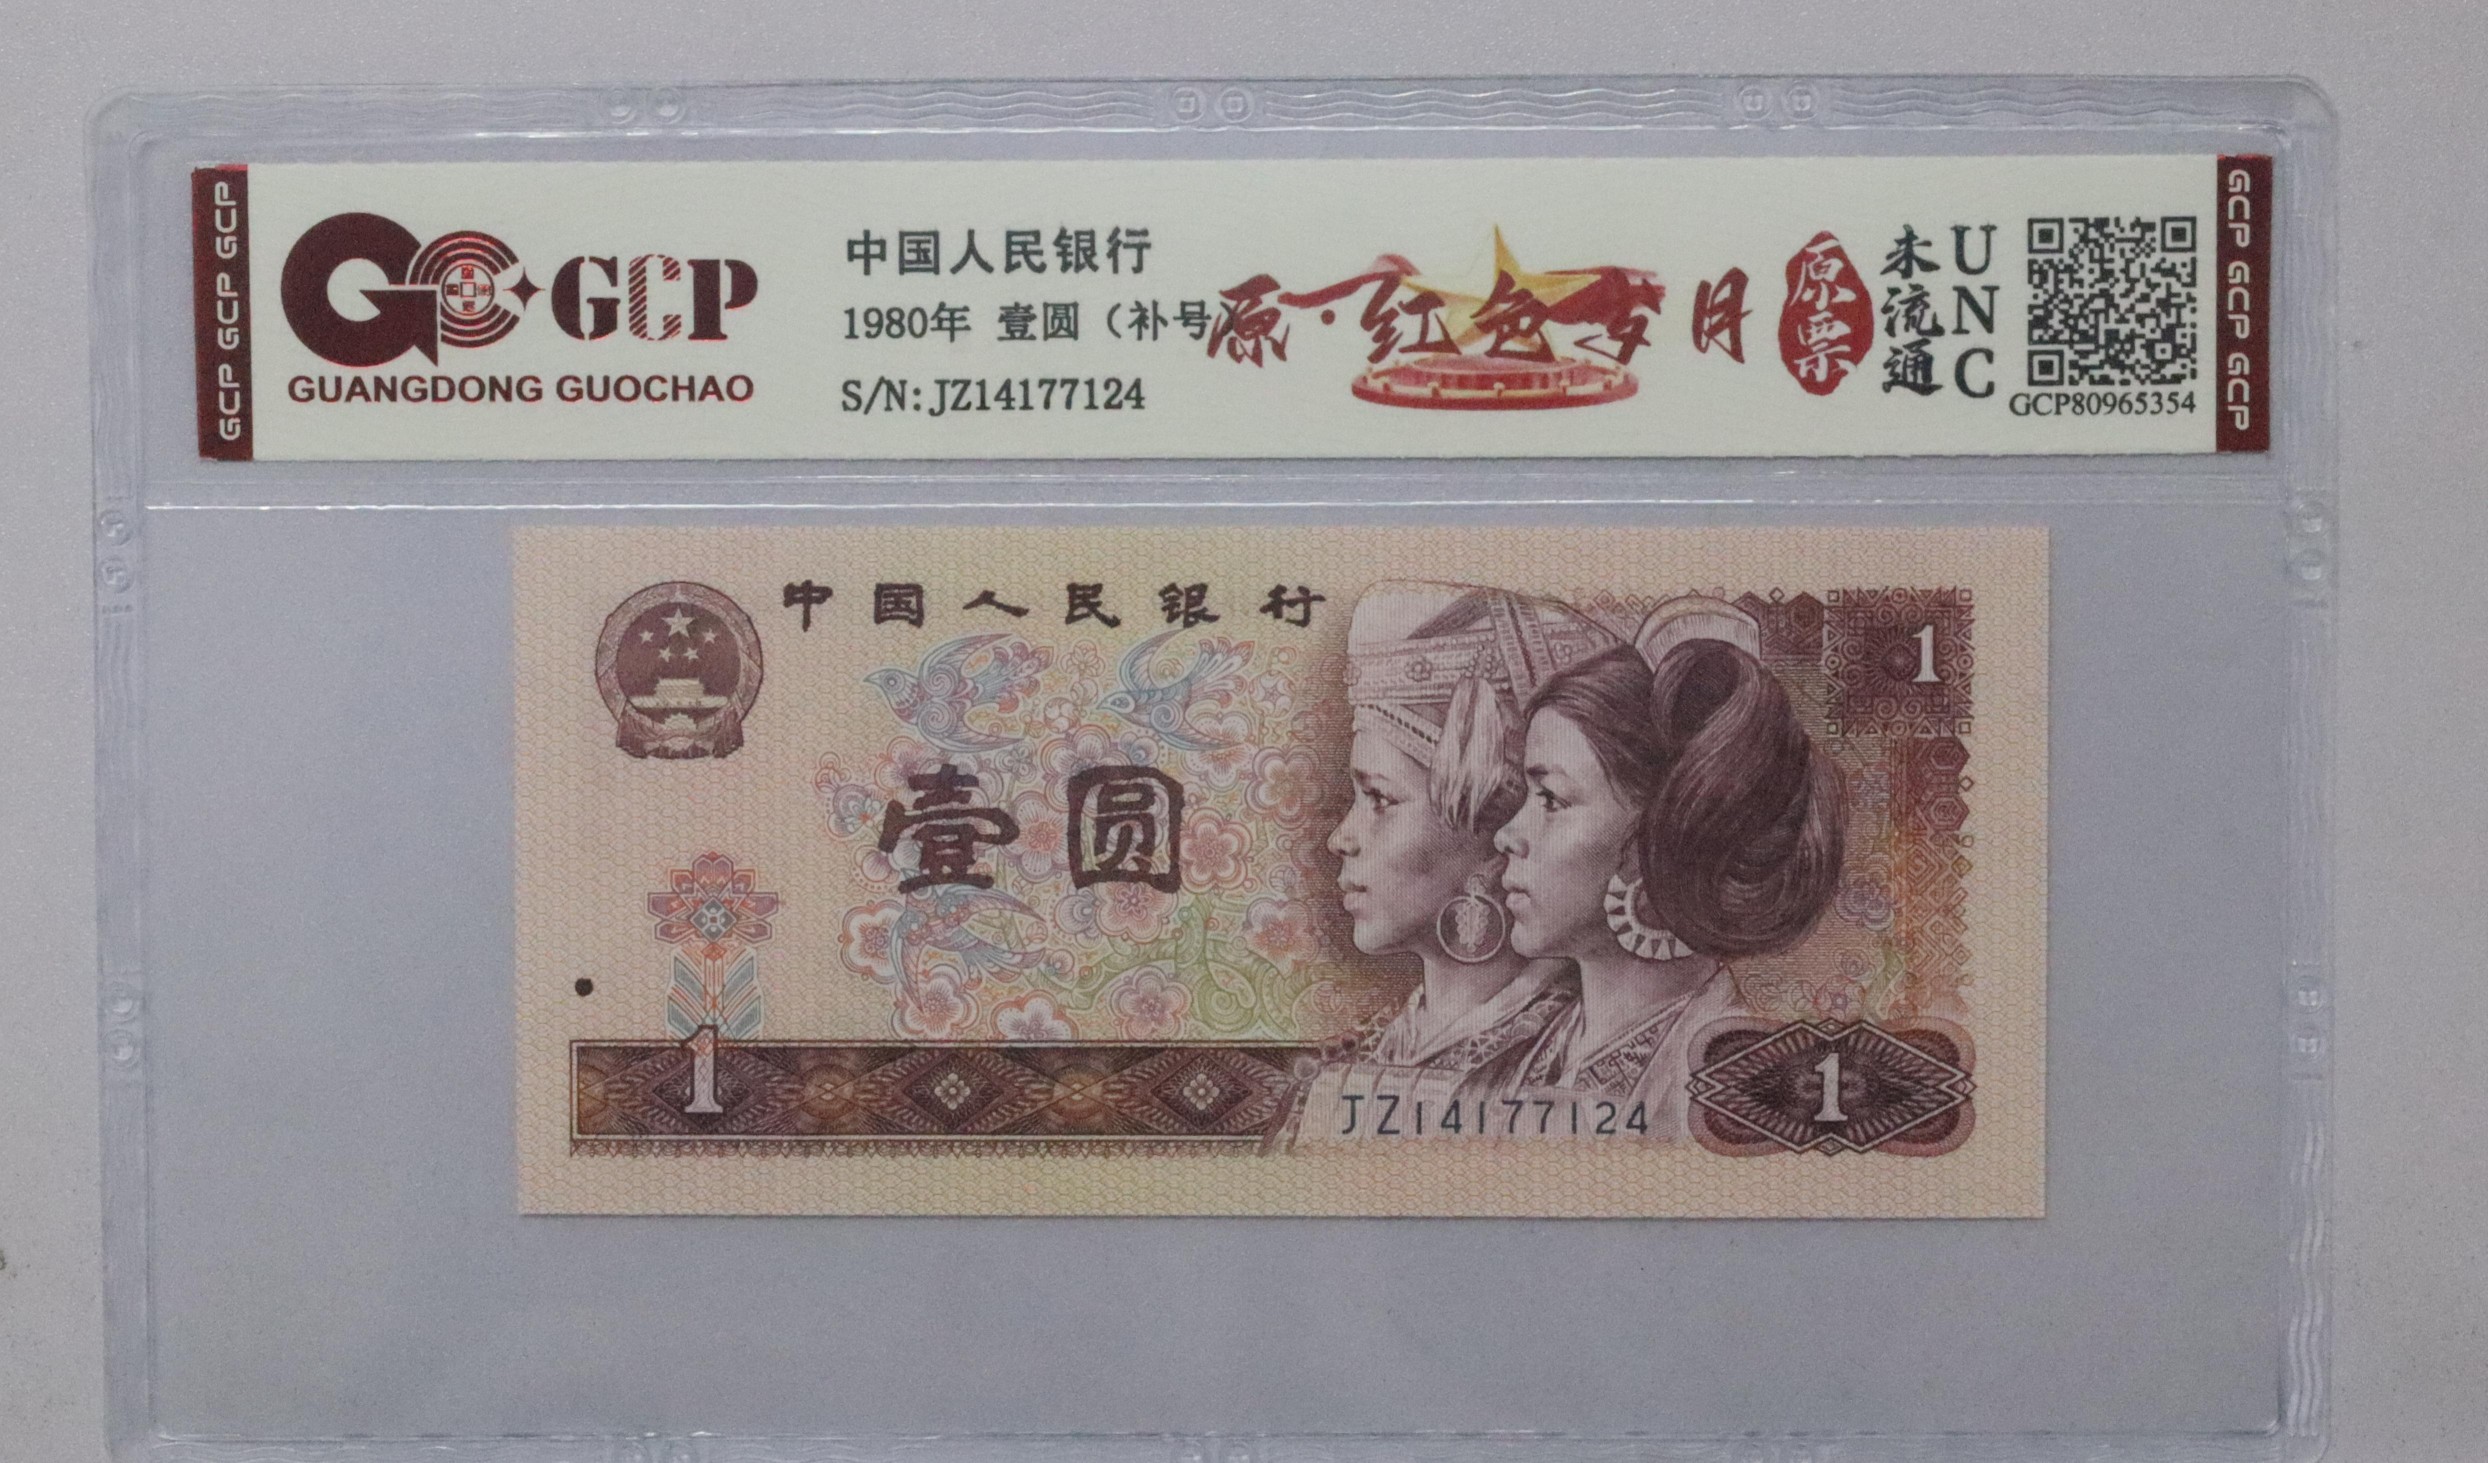 GCP GCP GCP
GCP
GUANGDONG GUOCHAO
中国人民银行
1980年 壹圆（补号
S/N:JZ14177124
原·红色岁月
原票
未流通
UNC
GCP80965354
GCP GCP GCP
中国人民银行
1
壹圆
1
JZ14177124
1